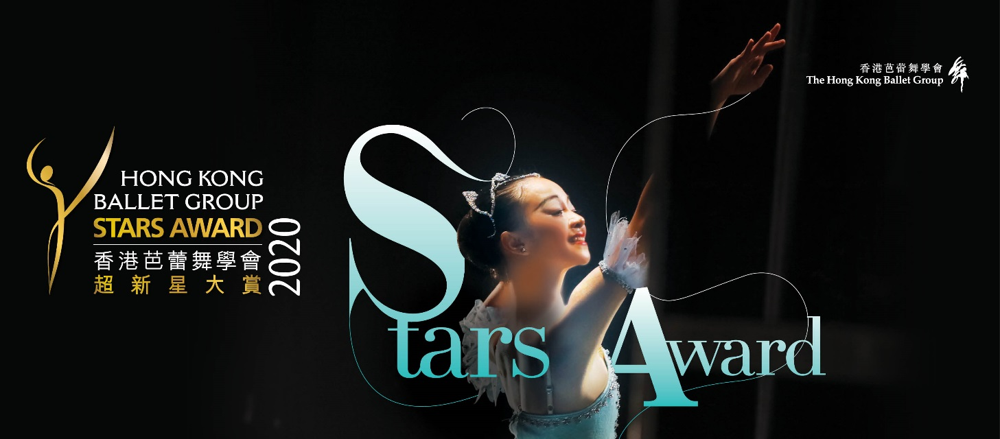 HONG KONG
BALLET GROUP
STARS AWARD
香港芭蕾舞學會
超新星大賞
2020
Stars Award
香港芭蕾舞學會
The Hong Kong Ballet Group